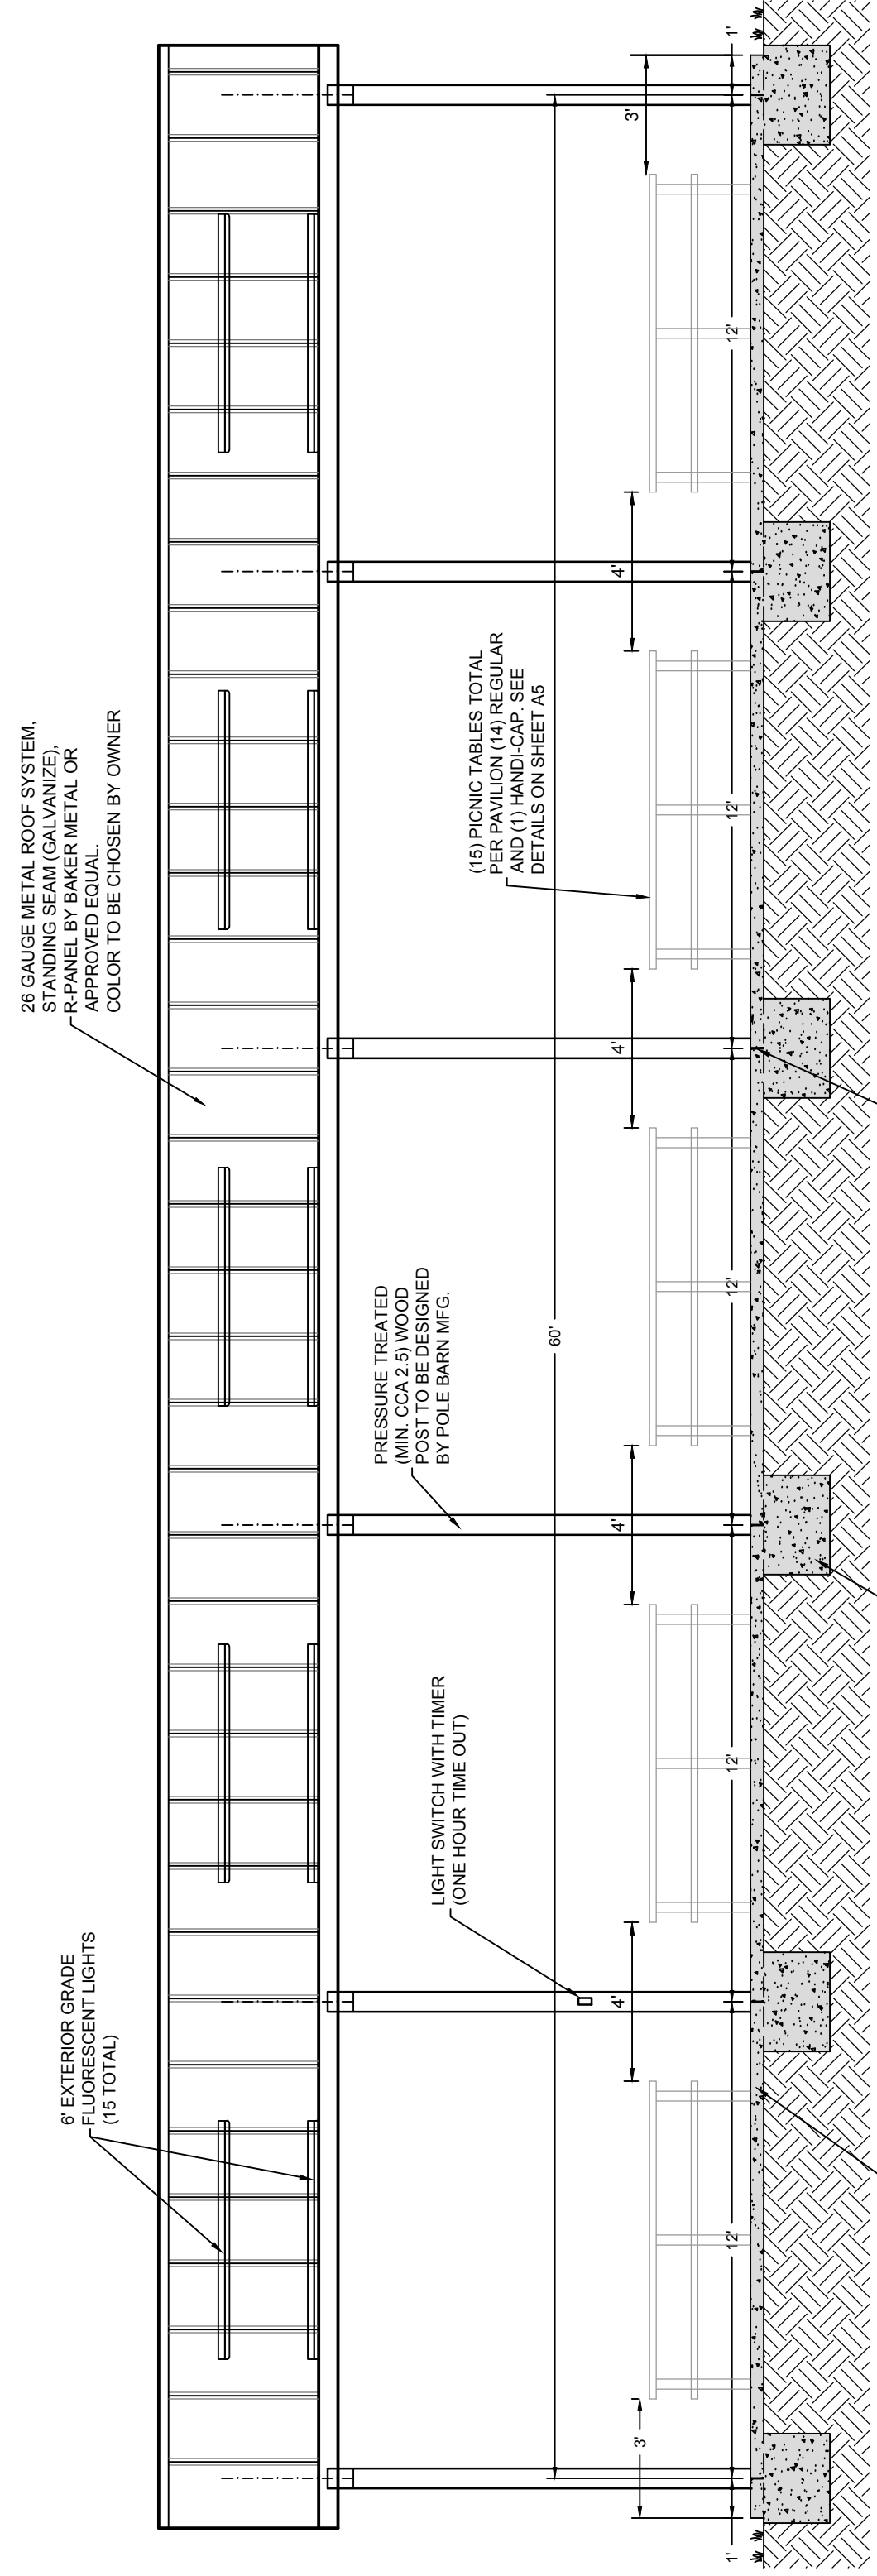 26 GAUGE METAL ROOF SYSTEM,
STANDING SEAM (GALVANIZE),
R-PANEL BY BAKER METAL OR
APPROVED EQUAL.
COLOR TO BE CHOSEN BY OWNER
6' EXTERIOR GRADE
FLUORESCENT LIGHTS
(15 TOTAL)
PRESSURE TREATED
(MIN. CCA 2.5) WOOD
POST TO BE DESIGNED
BY POLE BARN MFG.
LIGHT SWITCH WITH TIMER
(ONE HOUR TIME OUT)
(15) PICNIC TABLES TOTAL
PER PAVILION (14) REGULAR
AND (1) HANDI-CAP. SEE
DETAILS ON SHEET A5
60'
3'
4'
4'
4'
4'
3'
1'
12'
12'
12'
12'
12'
1'